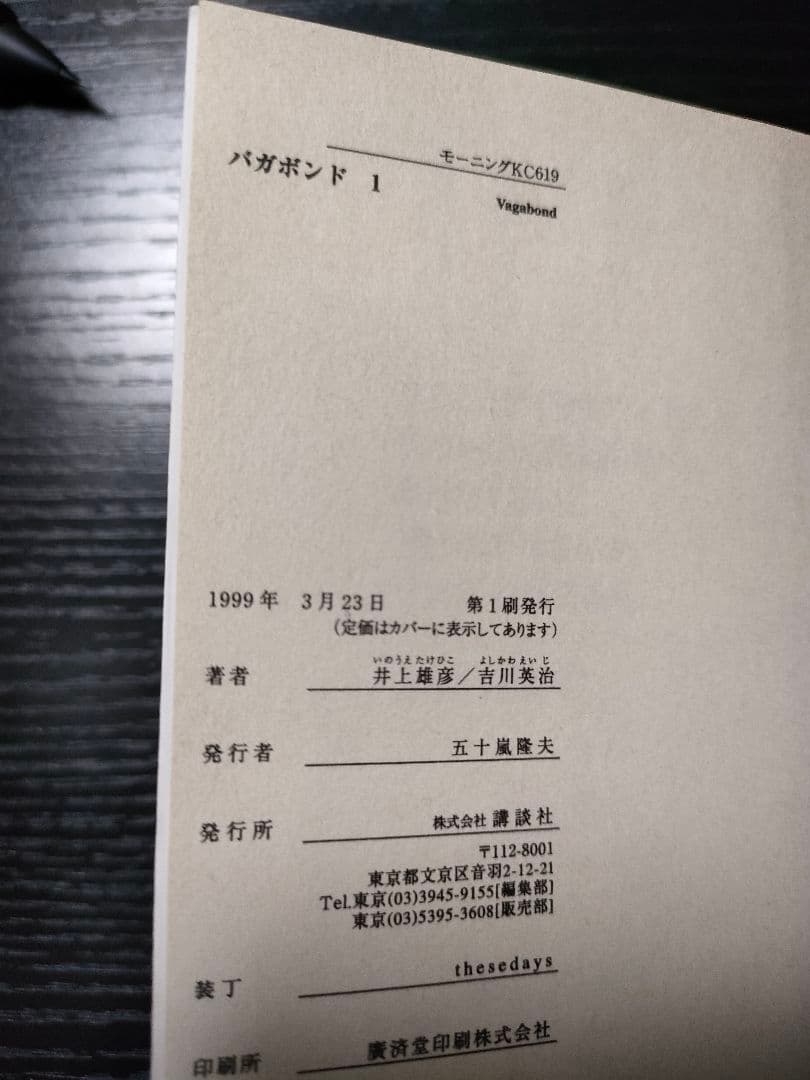 モーニングKC619
バガボンド 1
Vagabond
1999年 3月23日 第1刷発行
(定価はカバーに表示してあります)
いのうえ たけひこ よしかわ えい じ
著者 井上雄彦／吉川英治
発行者 五十嵐隆夫
発行所 株式会社 講談社
〒112-8001
東京都文京区音羽2-12-21
Tel.東京(03)3945-9155[編集部]
東京(03)5395-3608[販売部]
装丁 thesedays
印刷所 廣済堂印刷株式会社